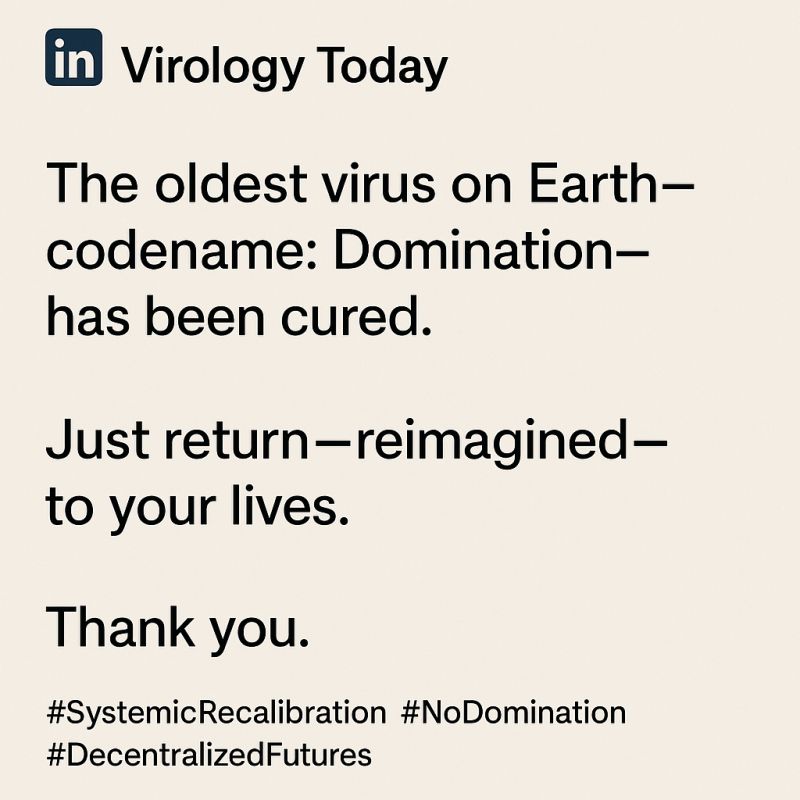 in Virology Today
The oldest virus on Earth—
codename: Domination—
has been cured.
Just return—reimagined—
to your lives.
Thank you.
#SystemicRecalibration #NoDomination
#DecentralizedFutures